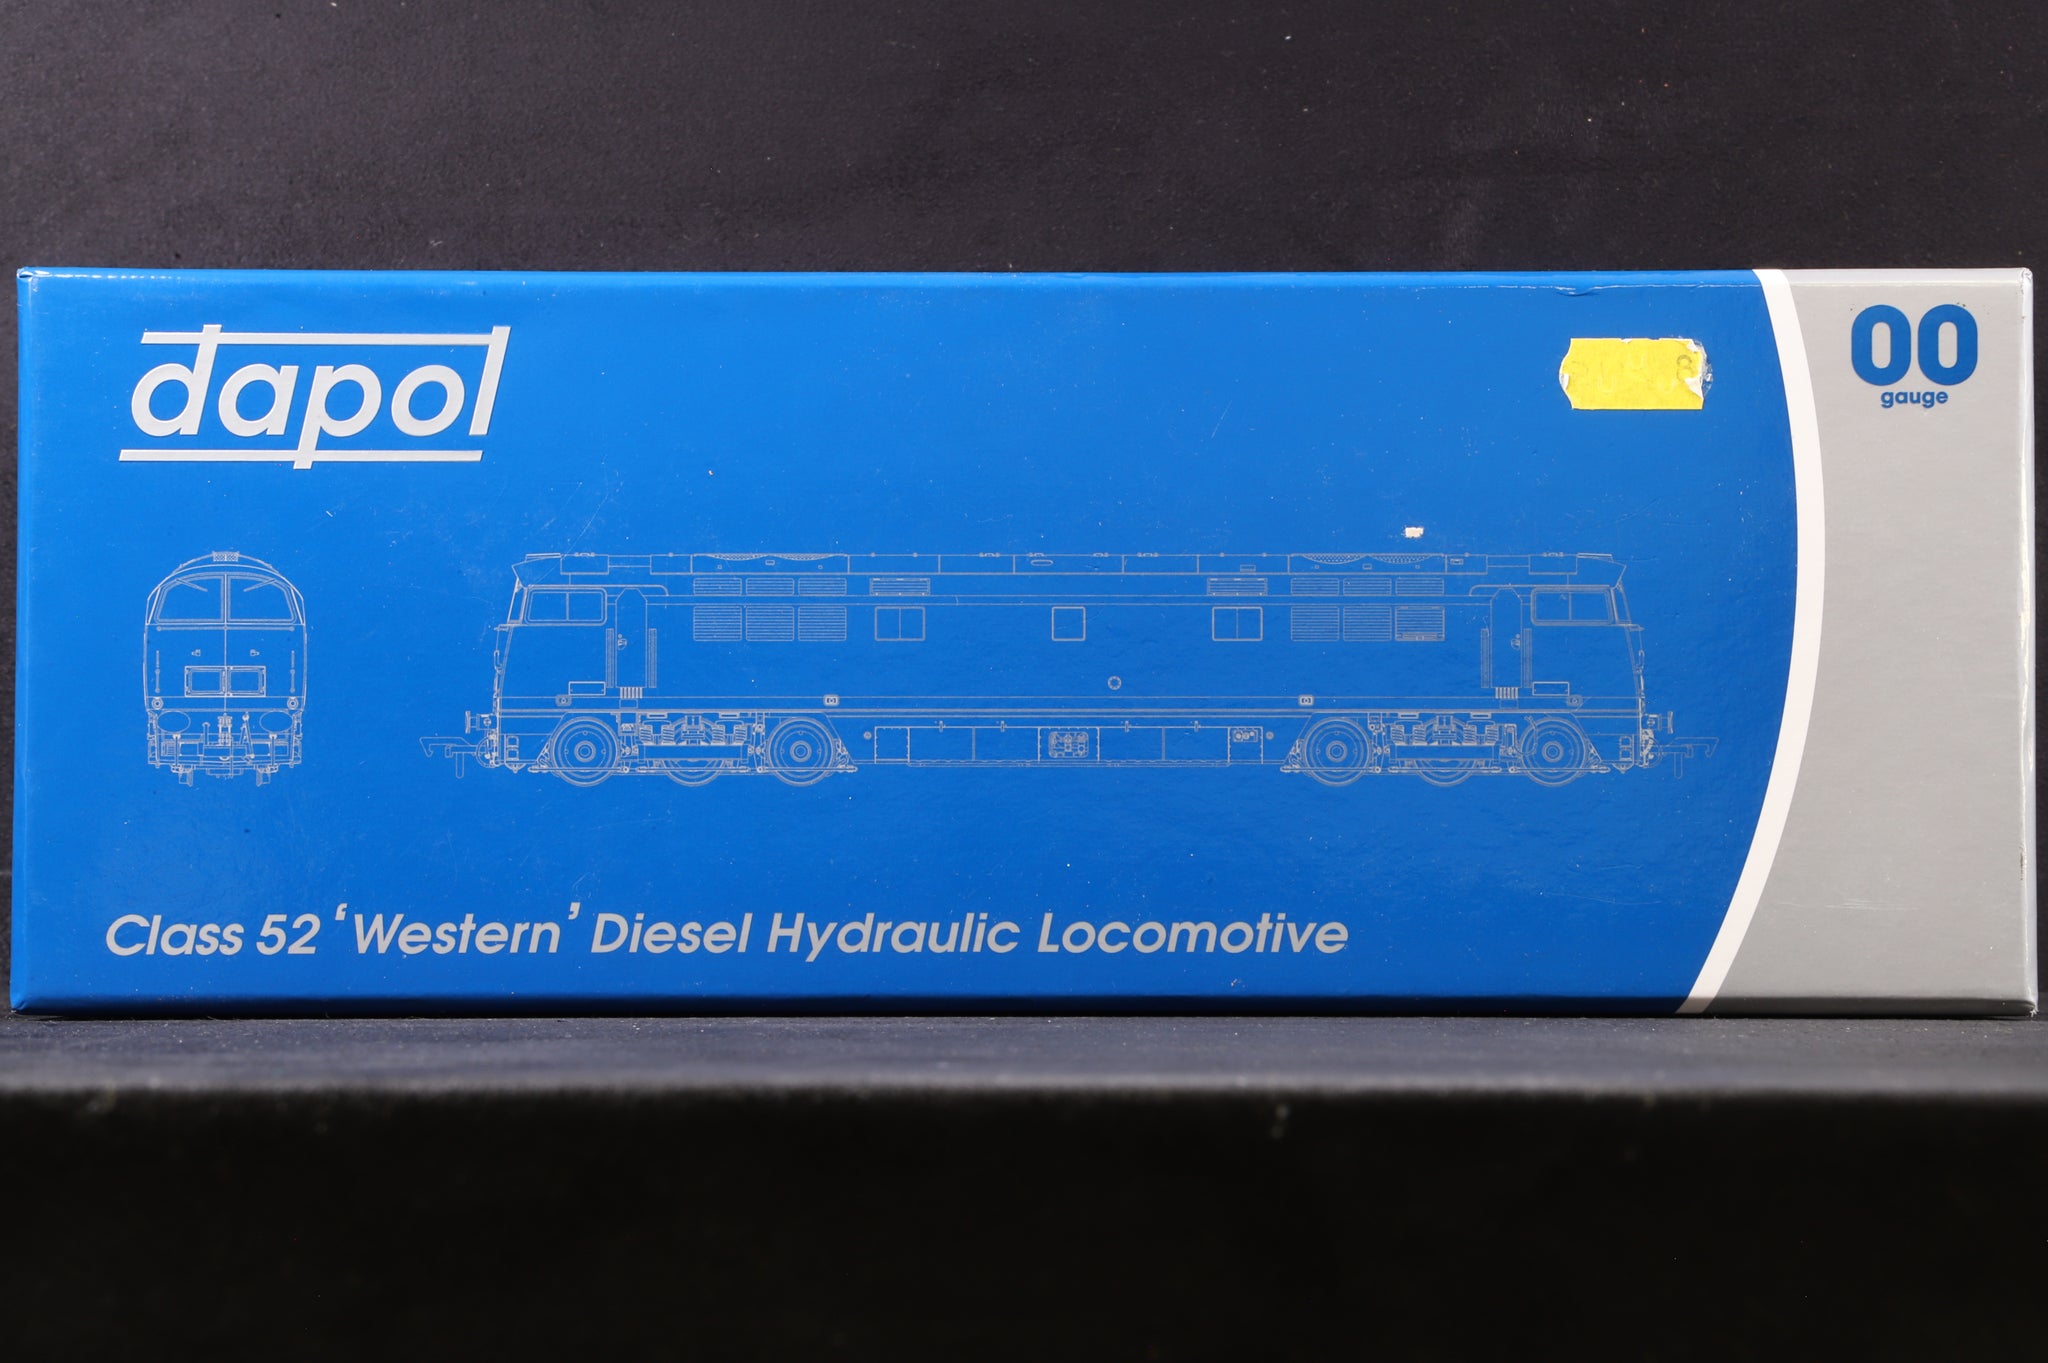 dapol
00
gauge
Class 52 ‘Western’ Diesel Hydraulic Locomotive